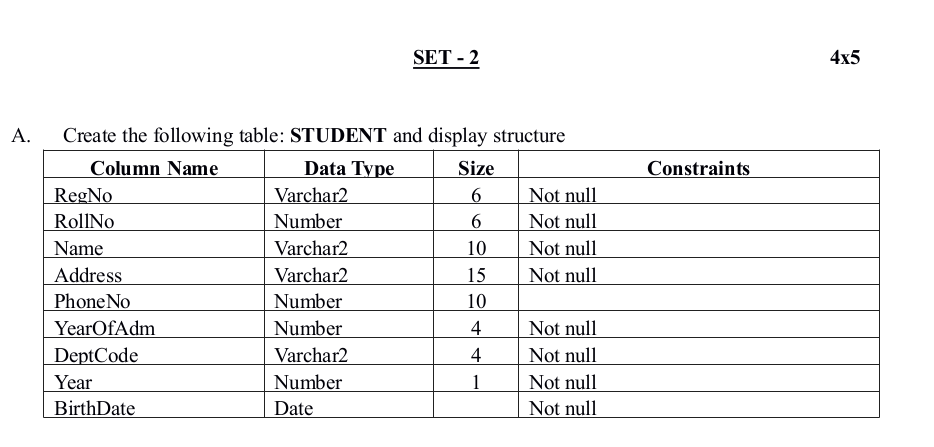 SET - 2 4x5
A. Create the following table: STUDENT and display structure
Column Name Data Type Size Constraints
RegNo Varchar2 6 Not null
RollNo Number 6 Not null
Name Varchar2 10 Not null
Address Varchar2 15 Not null
PhoneNo Number 10
YearOfAdm Number 4 Not null
DeptCode Varchar2 4 Not null
Year Number 1 Not null
BirthDate Date Not null